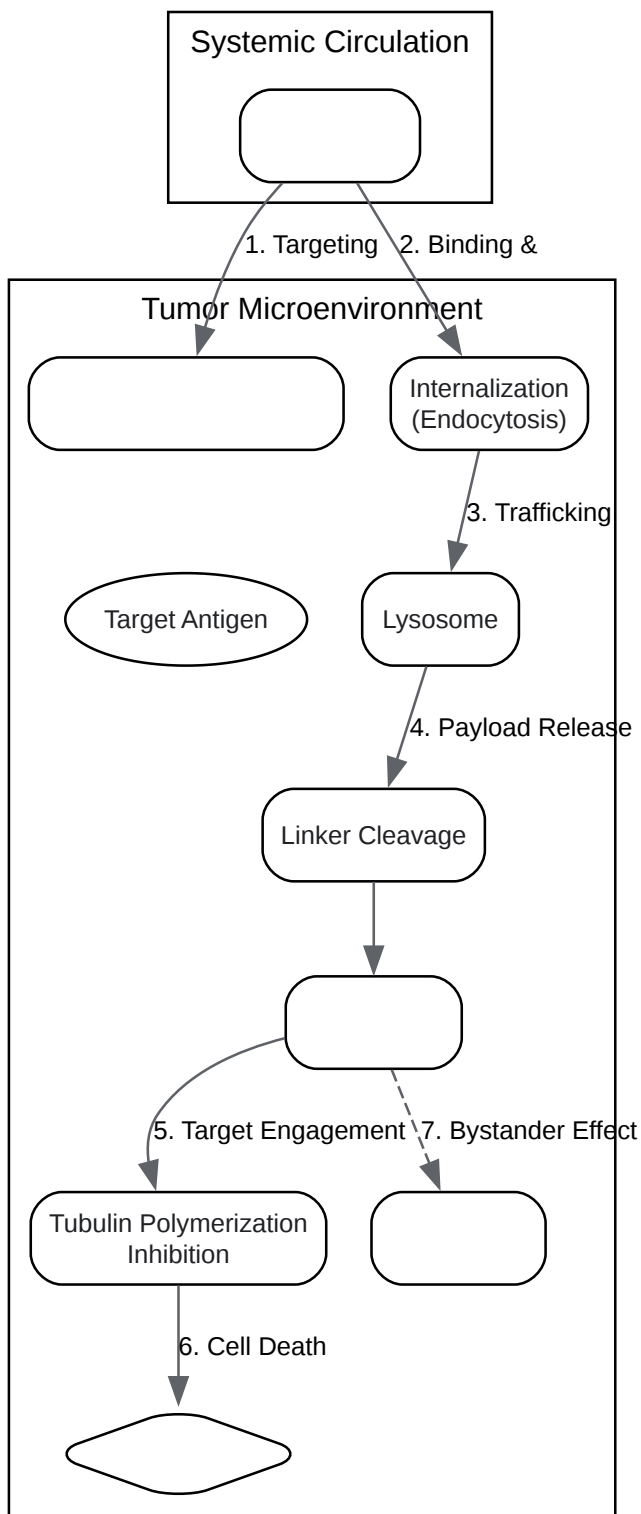 Systemic Circulation
1. Targeting
2. Binding &
Tumor Microenvironment
Internalization
(Endocytosis)
3. Trafficking
Target Antigen
Lysosome
4. Payload Release
Linker Cleavage
5. Target Engagement
7. Bystander Effect
Tubulin Polymerization
Inhibition
6. Cell Death